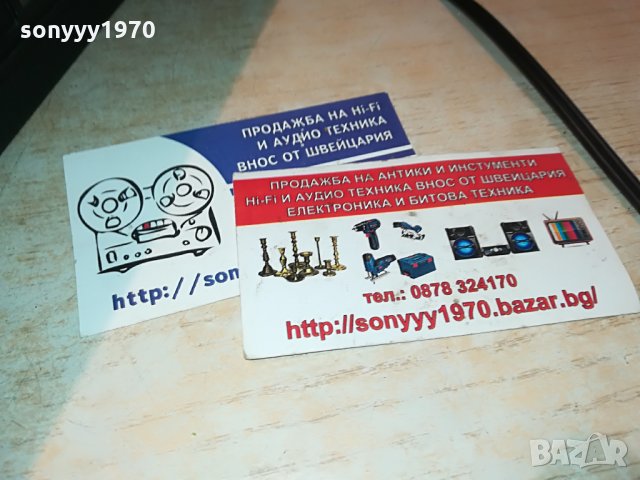 sonyyy1970
ПРОДАЖБА НА Hi-Fi
И АУДИО ТЕХНИКА
ВНОС ОТ ШВЕЙЦАРИЯ
http://son
ПРОДАЖБА НА АНТИКИ И ИНСТУМЕНТИ
Hi-Fi И АУДИО ТЕХНИКА ВНОС ОТ ШВЕЙЦАРИЯ
ЕЛЕКТРОНИКА И БИТОВА ТЕХНИКА
тел.: 0878 324170
http://sonyyy1970.bazar.bg/
BAZAR